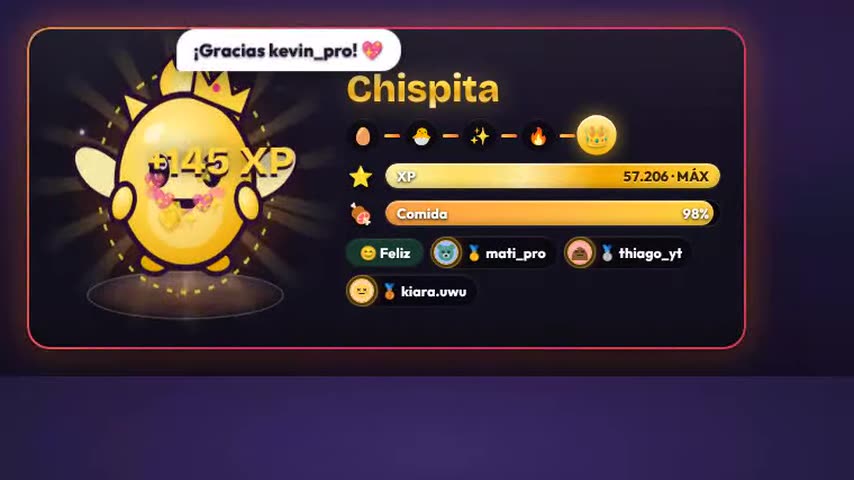 ¡Gracias kevin_pro! 💖
Chispita
+145 XP
XP 57.206 · MÁX
Comida 98%
Feliz mati_pro thiago_yt
kiara.uwu